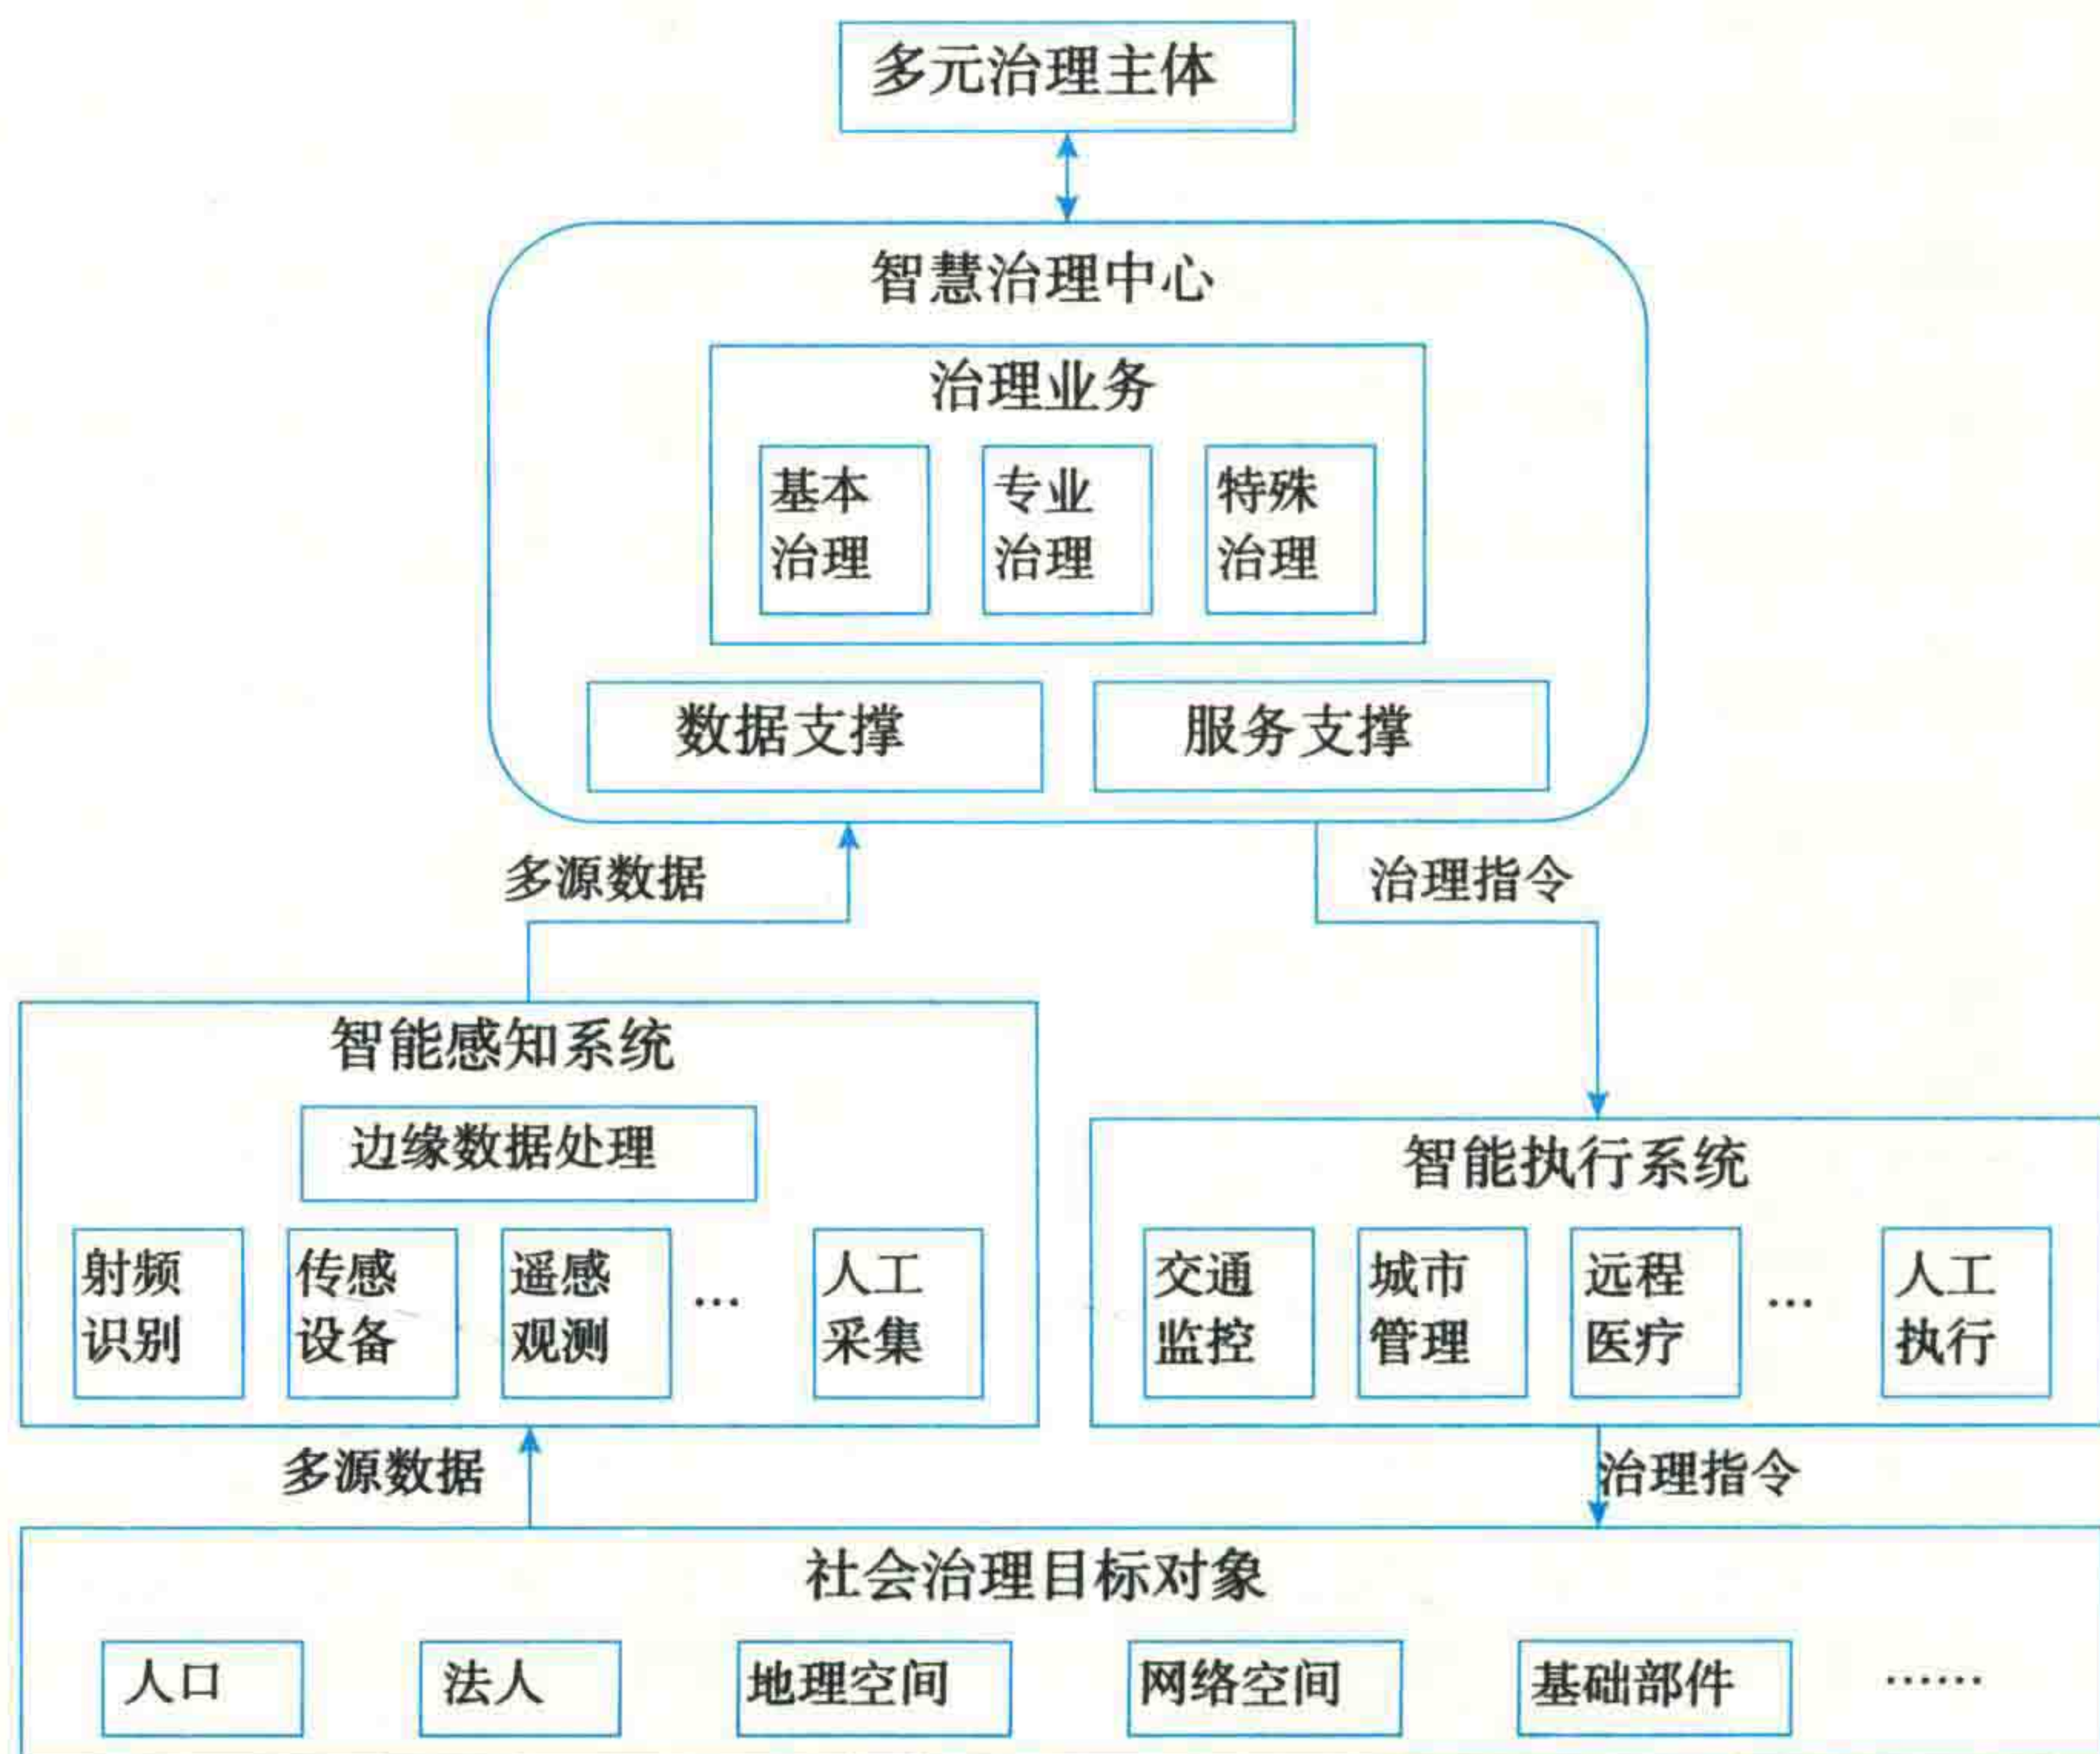 多元治理主体
智慧治理中心
治理业务
基本
治理
专业
治理
特殊
治理
数据支撑
服务支撑
多源数据
治理指令
智能感知系统
边缘数据处理
射频
识别
传感
设备
遥感
观测
…
人工
采集
智能执行系统
交通
监控
城市
管理
远程
医疗
…
人工
执行
多源数据
治理指令
社会治理目标对象
人口
法人
地理空间
网络空间
基础部件
……